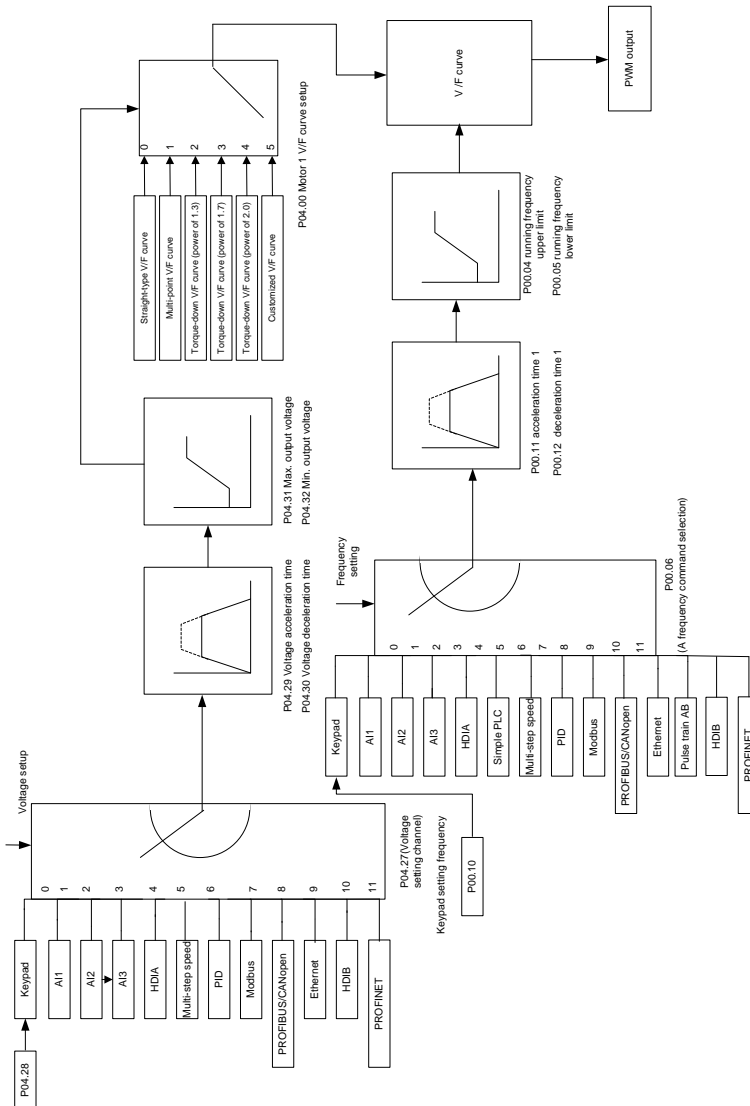 Voltage setup
P04.28
Keypad
AI1
AI2
AI3
HDIA
Multi-step speed
PID
Modbus
PROFIBUS/CANopen
Ethernet
HDIB
PROFINET
0
1
2
3
4
5
6
7
8
9
10
11
P04.27(Voltage
setting channel)
P04.29 Voltage acceleration time
P04.30 Voltage deceleration time
P04.31 Max. output voltage
P04.32 Min. output voltage
Straight-type V/F curve
Multi-point V/F curve
Torque-down V/F curve (power of 1.3)
Torque-down V/F curve (power of 1.7)
Torque-down V/F curve (power of 2.0)
Customized V/F curve
0
1
2
3
4
5
P04.00 Motor 1 V/F curve setup
Keypad setting frequency
P00.10
Frequency
setting
Keypad
AI1
AI2
AI3
HDIA
Simple PLC
Multi-step speed
PID
Modbus
PROFIBUS/CANopen
Ethernet
Pulse train AB
HDIB
PROFINET
0
1
2
3
4
5
6
7
8
9
10
11
P00.06
(A frequency command selection)
P00.11 acceleration time 1
P00.12 deceleration time 1
P00.04 running frequency
upper limit
P00.05 running frequency
lower limit
V /F curve
PWM output